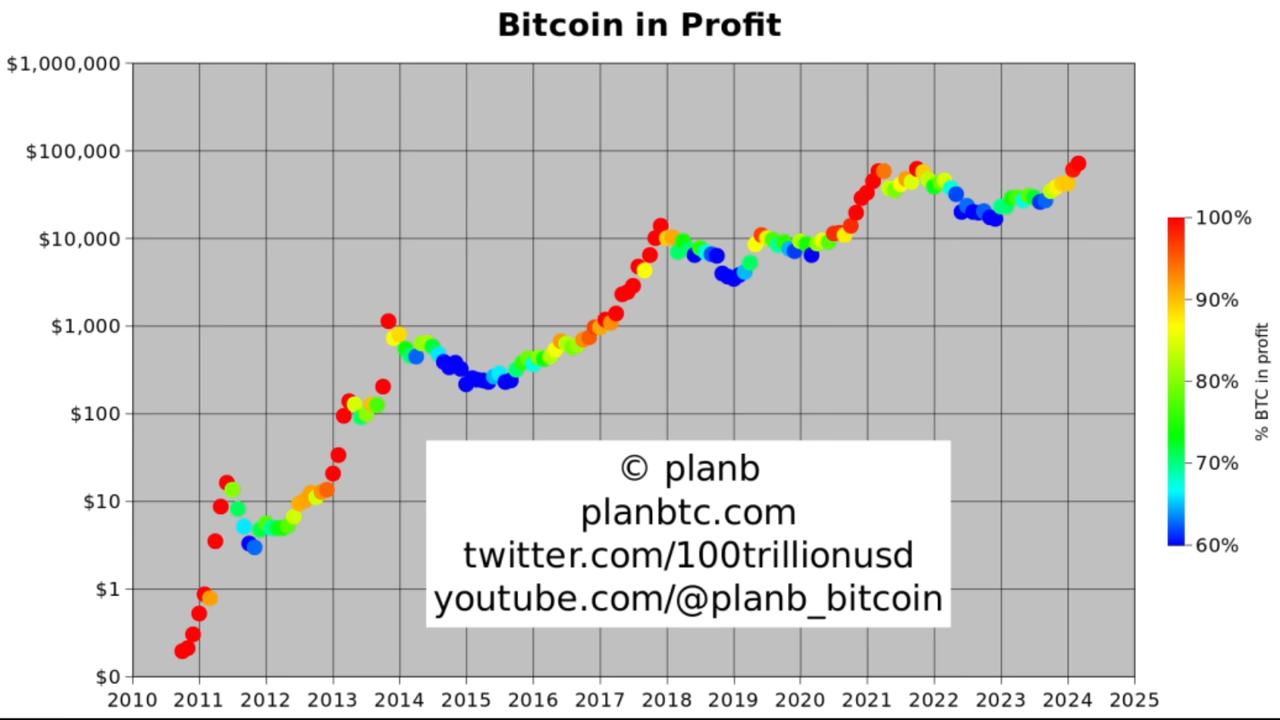 Bitcoin in Profit
$1,000,000
$100,000
$10,000
$1,000
$100
$10
$1
$0
2010 2011 2012 2013 2014 2015 2016 2017 2018 2019 2020 2021 2022 2023 2024 2025
© planb
planbtc.com
twitter.com/100trillionusd
youtube.com/@planb_bitcoin
100%
90%
80%
70%
60%
% BTC in profit